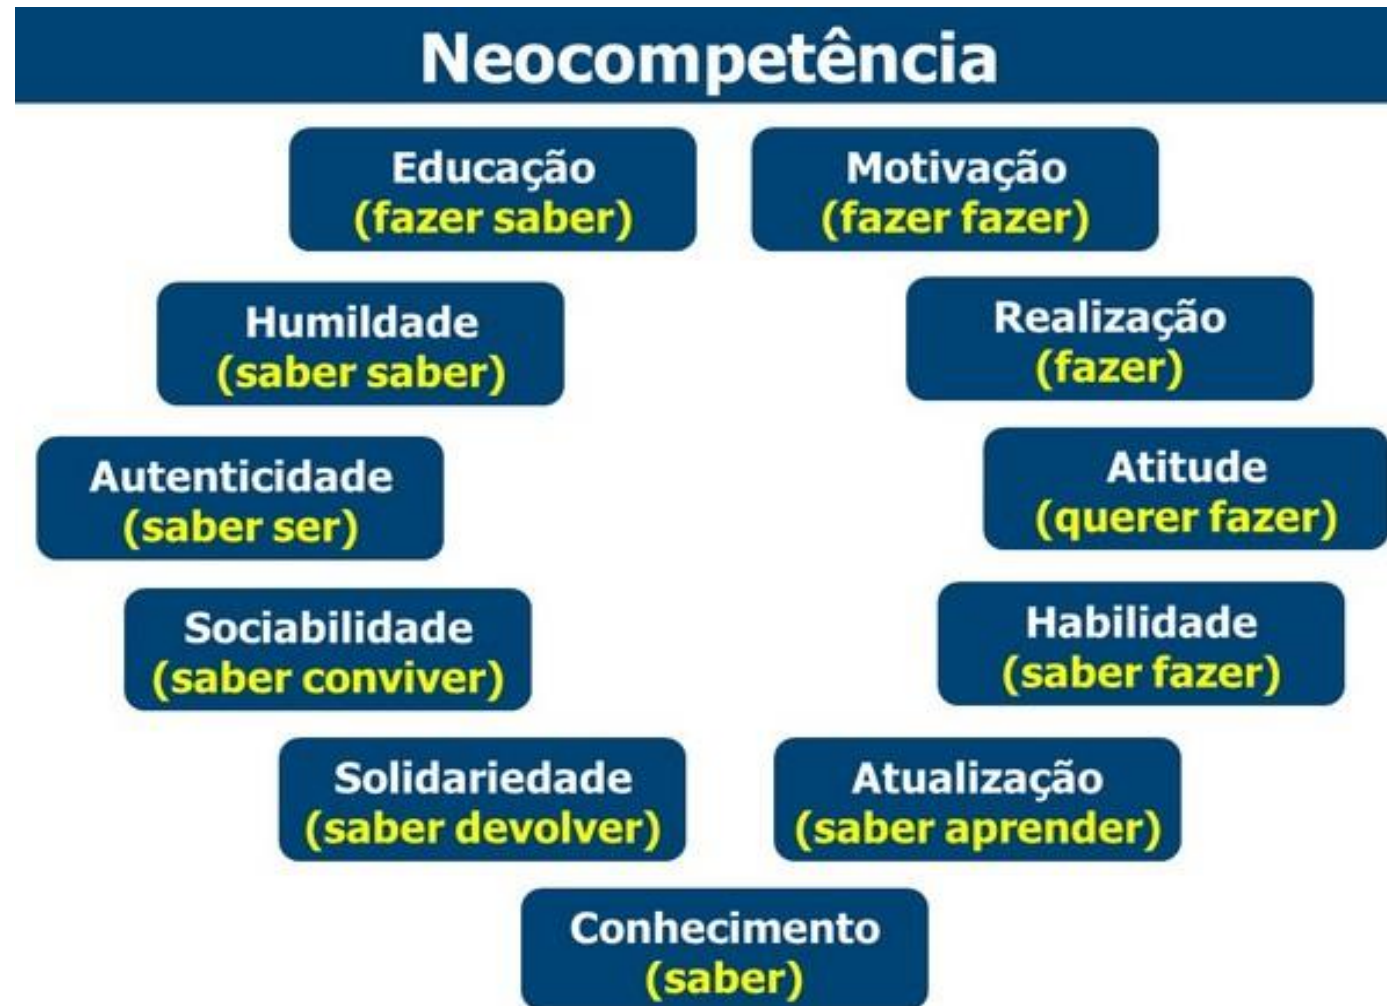 Neocompetência
Educação
(fazer saber)
Motivação
(fazer fazer)
Humildade
(saber saber)
Realização
(fazer)
Autenticidade
(saber ser)
Atitude
(querer fazer)
Sociabilidade
(saber conviver)
Habilidade
(saber fazer)
Solidariedade
(saber devolver)
Atualização
(saber aprender)
Conhecimento
(saber)